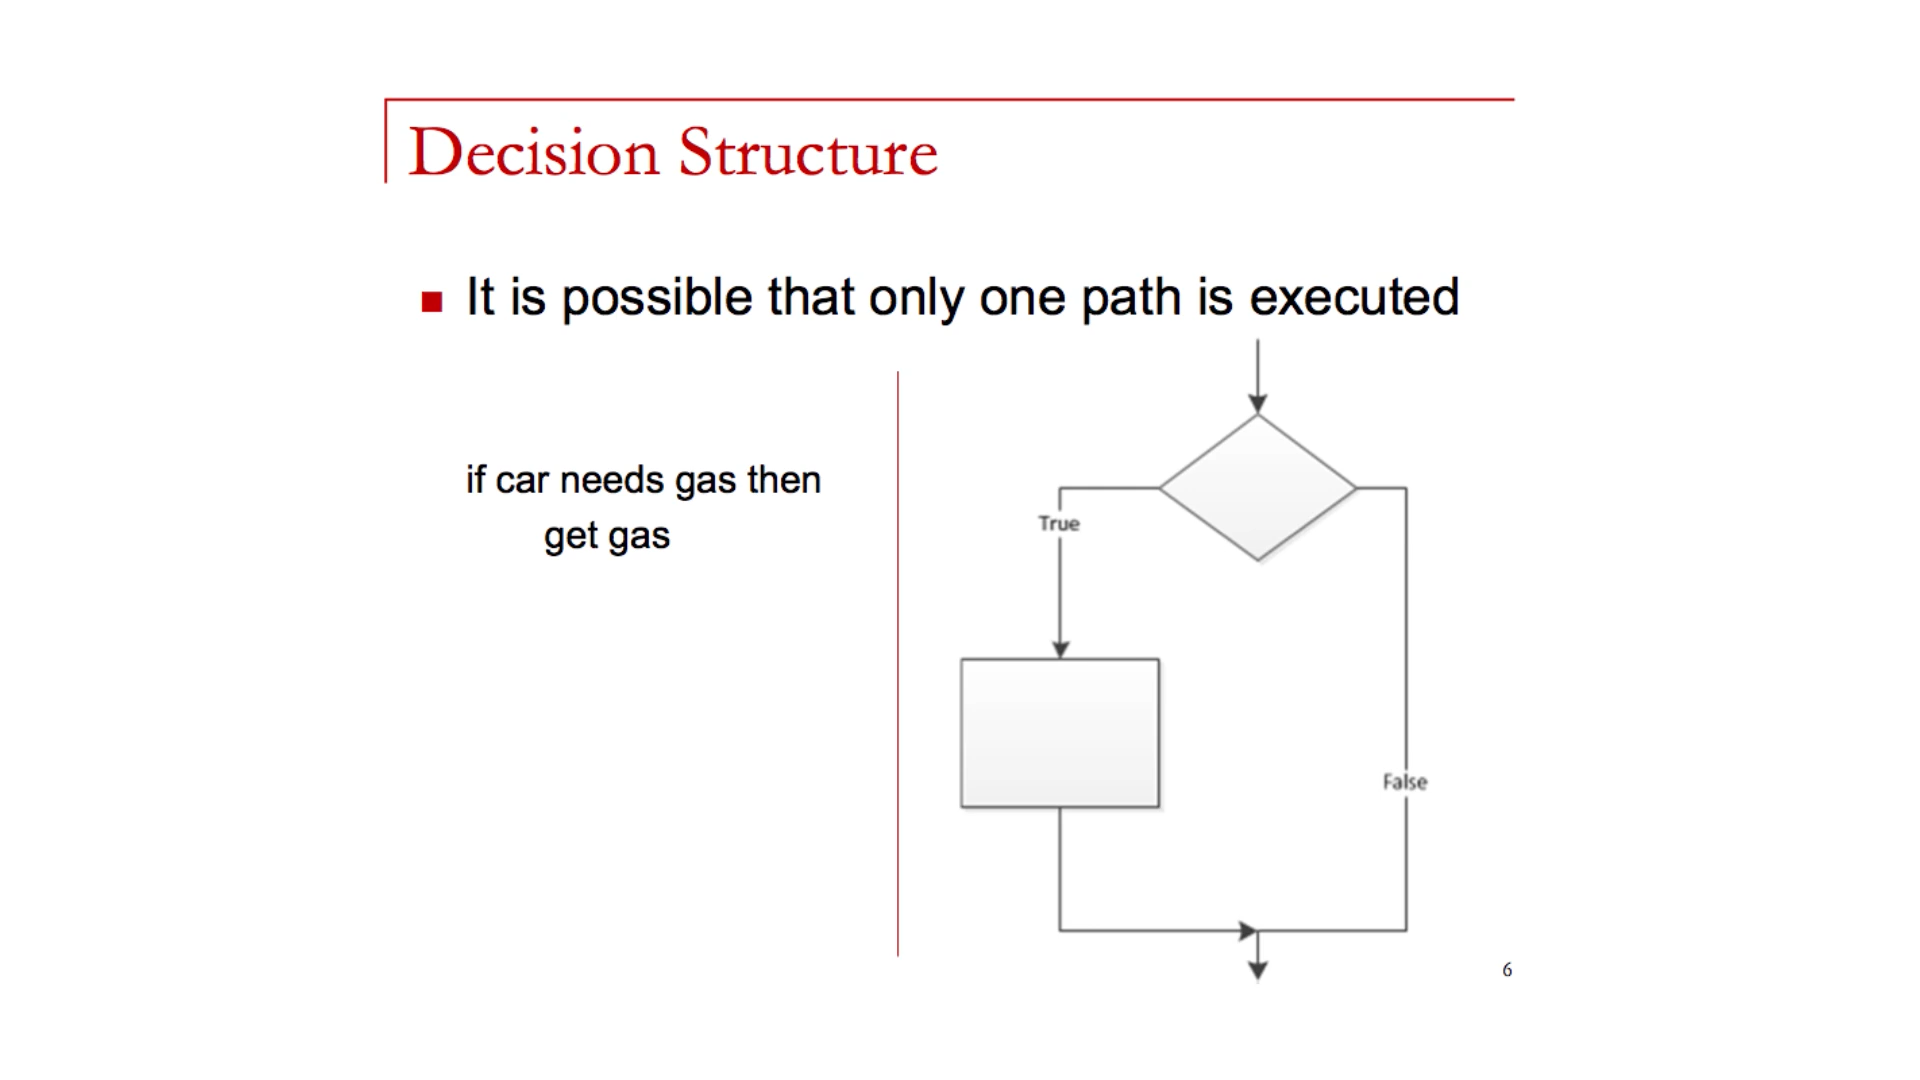 Decision Structure
It is possible that only one path is executed
if car needs gas then
get gas
True
False
6